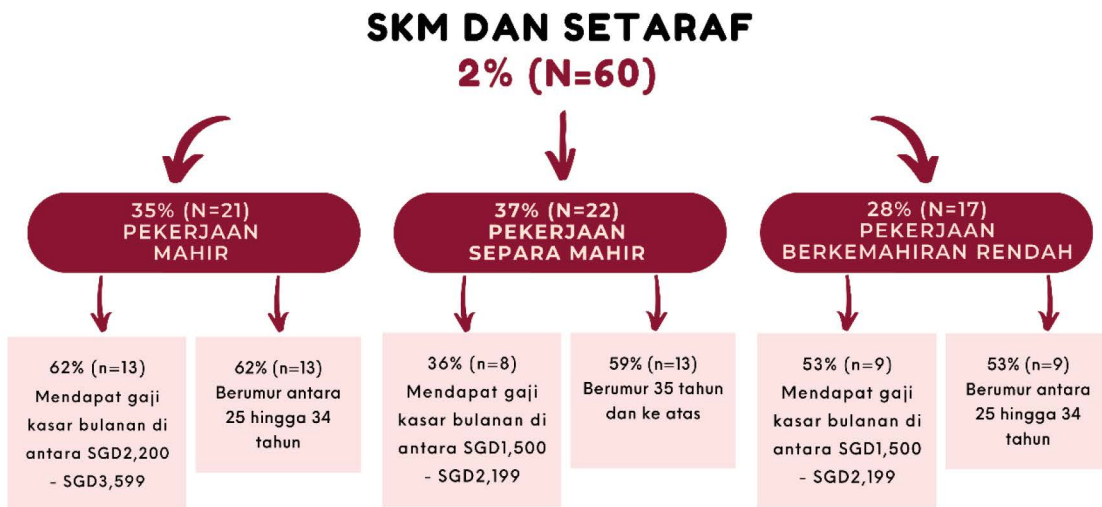 SKM DAN SETARAF
2% (N=60)
35% (N=21)
PEKERJAAN
MAHIR
37% (N=22)
PEKERJAAN
SEPARA MAHIR
28% (N=17)
PEKERJAAN
BERKEMAHIRAN RENDAH
62% (n=13)
Mendapat gaji
kasar bulanan di
antara SGD2,200
- SGD3,599
62% (n=13)
Berumur antara
25 hingga 34
tahun
36% (n=8)
Mendapat gaji
kasar bulanan di
antara SGD1,500
- SGD2,199
59% (n=13)
Berumur 35 tahun
dan ke atas
53% (n=9)
Mendapat gaji
kasar bulanan di
antara SGD1,500
- SGD2,199
53% (n=9)
Berumur antara
25 hingga 34
tahun